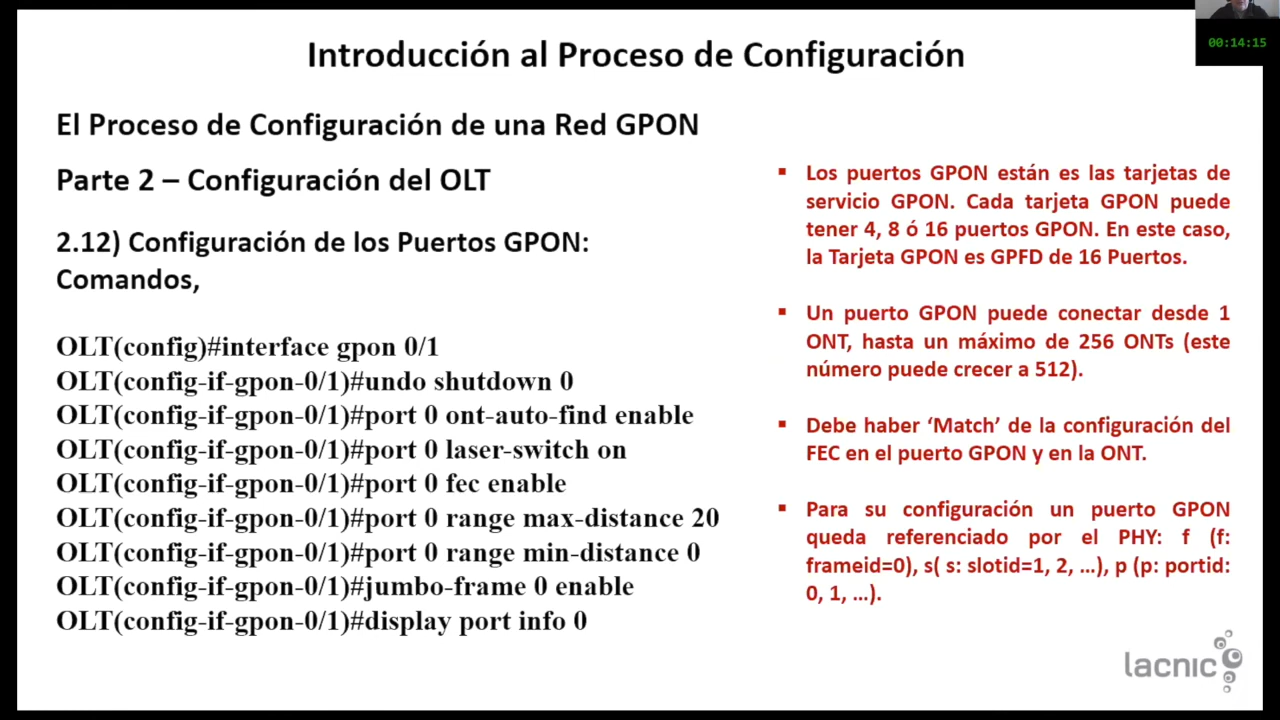 00:14:15
Introducción al Proceso de Configuración
El Proceso de Configuración de una Red GPON
Parte 2 – Configuración del OLT
2.12) Configuración de los Puertos GPON:
Comandos,
OLT(config)#interface gpon 0/1
OLT(config-if-gpon-0/1)#undo shutdown 0
OLT(config-if-gpon-0/1)#port 0 ont-auto-find enable
OLT(config-if-gpon-0/1)#port 0 laser-switch on
OLT(config-if-gpon-0/1)#port 0 fec enable
OLT(config-if-gpon-0/1)#port 0 range max-distance 20
OLT(config-if-gpon-0/1)#port 0 range min-distance 0
OLT(config-if-gpon-0/1)#jumbo-frame 0 enable
OLT(config-if-gpon-0/1)#display port info 0
▪ Los puertos GPON están es las tarjetas de
servicio GPON. Cada tarjeta GPON puede
tener 4, 8 ó 16 puertos GPON. En este caso,
la Tarjeta GPON es GPFD de 16 Puertos.
▪ Un puerto GPON puede conectar desde 1
ONT, hasta un máximo de 256 ONTs (este
número puede crecer a 512).
▪ Debe haber ‘Match’ de la configuración del
FEC en el puerto GPON y en la ONT.
▪ Para su configuración un puerto GPON
queda referenciado por el PHY: f (f:
frameid=0), s( s: slotid=1, 2, …), p (p: portid:
0, 1, …).
lacnic